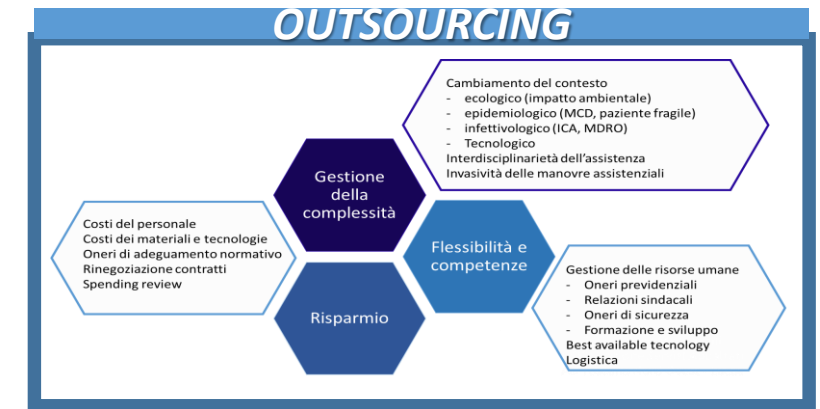 OUTSOURCING
Cambiamento del contesto
- ecologico (impatto ambientale)
- epidemiologico (MCD, paziente fragile)
- infettivologico (ICA, MDRO)
- Tecnologico
Interdisciplinarietà dell'assistenza
Invasività delle manovre assistenziali
Gestione
della
complessità
Costi del personale
Costi dei materiali e tecnologie
Oneri di adeguamento normativo
Rinegoziazione contratti
Spending review
Flessibilità e
competenze
Risparmio
Gestione delle risorse umane
- Oneri previdenziali
- Relazioni sindacali
- Oneri di sicurezza
- Formazione e sviluppo
Best available tecnology
Logistica